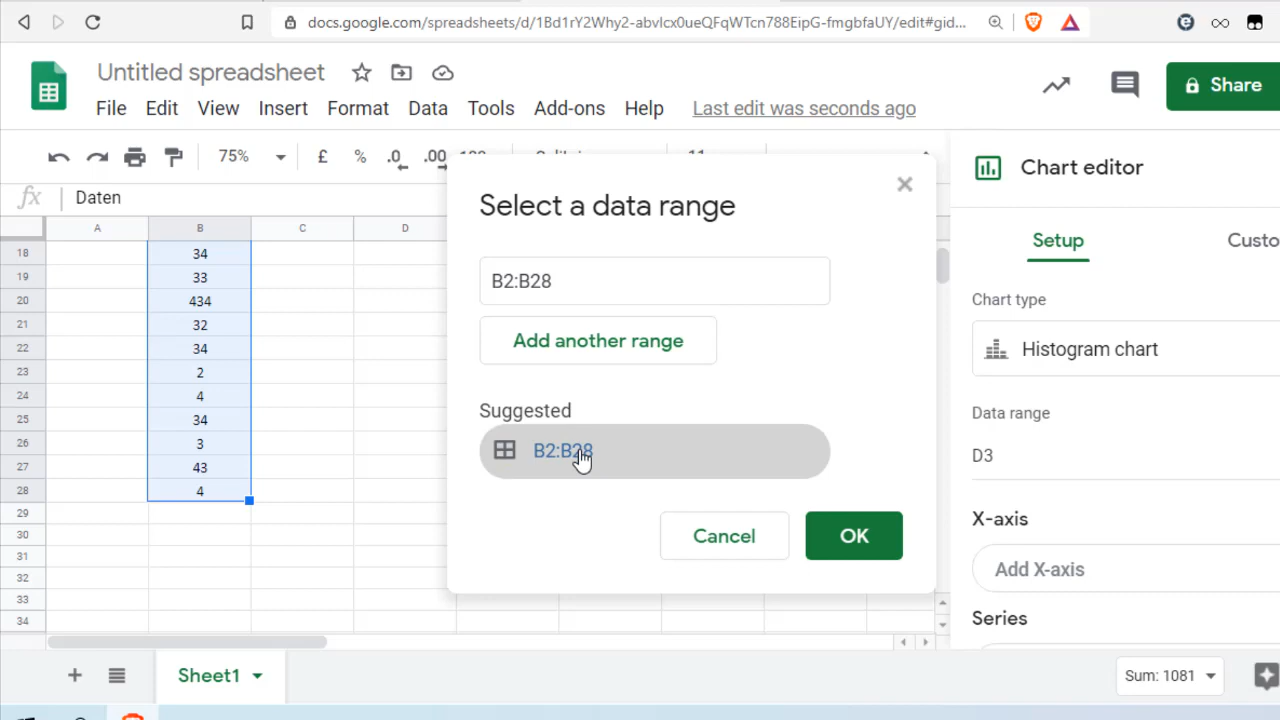 docs.google.com/spreadsheets/d/1Bd1rY2Why2-abvlcx0ueQFqWTcn788EipG-fmgbfaUY/edit#gid...
Untitled spreadsheet
File Edit View Insert Format Data Tools Add-ons Help Last edit was seconds ago
Share
75% £ % .0 .00
fx Daten
Chart editor
Select a data range
A B C D
Setup Custo
18 34
19 33
20 434
21 32
22 34
23 2
24 4
25 34
26 3
27 43
28 4
29
30
31
32
33
34
B2:B28
Add another range
Suggested
B2:B28
Cancel OK
Chart type
Histogram chart
Data range
D3
X-axis
Add X-axis
Series
Sheet1
Sum: 1081